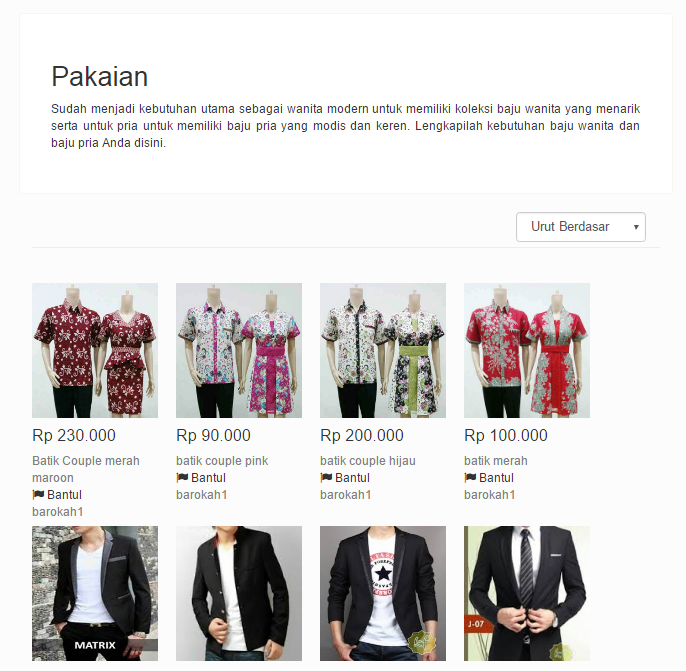 Pakaian
Sudah menjadi kebutuhan utama sebagai wanita modern untuk memiliki koleksi baju wanita yang menarik
serta untuk pria untuk memiliki baju pria yang modis dan keren. Lengkapilah kebutuhan baju wanita dan
baju pria Anda disini.
Urut Berdasar
Rp 230.000
Batik Couple merah
maroon
Bantul
barokah1
Rp 90.000
batik couple pink
Bantul
barokah1
Rp 200.000
batik couple hijau
Bantul
barokah1
Rp 100.000
batik merah
Bantul
barokah1
MATRIX
J-07